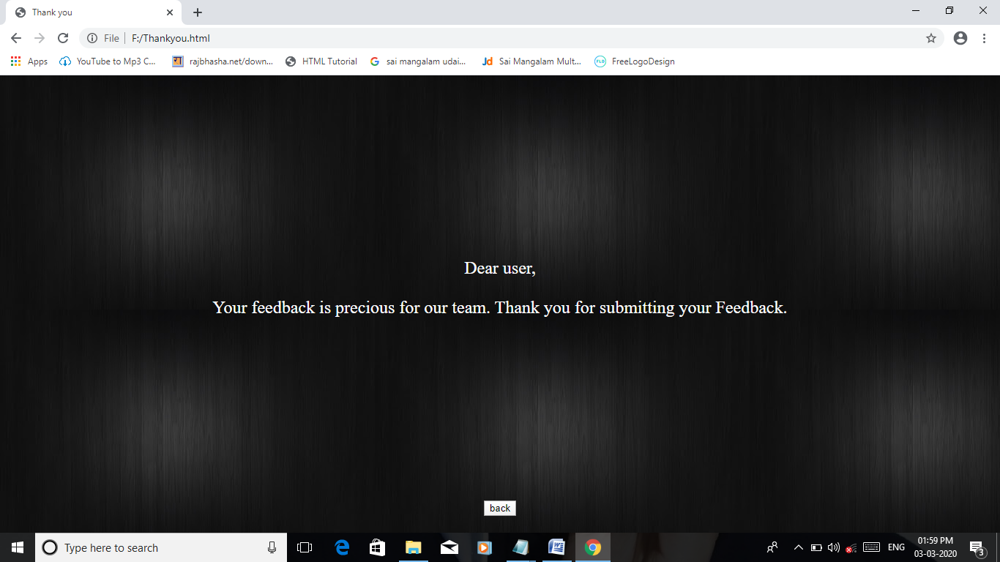 Thank you
File
F:/Thankyou.html
Apps
YouTube to Mp3 C...
rajbhasha.net/down...
HTML Tutorial
sai mangalam udai...
Jd
Sai Mangalam Mult...
FLD
FreeLogoDesign
Dear user,
Your feedback is precious for our team. Thank you for submitting your Feedback.
back
Type here to search
W
ENG
01:59 PM
03-03-2020
3